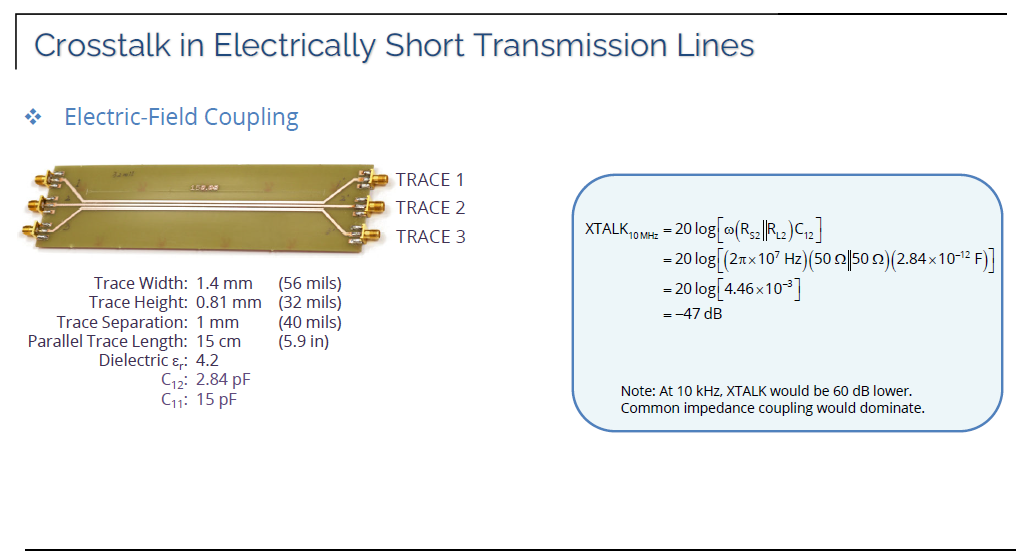 Crosstalk in Electrically Short Transmission Lines
❖ Electric-Field Coupling
TRACE 1
TRACE 2
TRACE 3
Trace Width: 1.4 mm (56 mils)
Trace Height: 0.81 mm (32 mils)
Trace Separation: 1 mm (40 mils)
Parallel Trace Length: 15 cm (5.9 in)
Dielectric εr: 4.2
C12: 2.84 pF
C11: 15 pF
XTALK10 MHz = 20 log[ω(RS2‖RL2)C12]
= 20 log[(2π×10⁷ Hz)(50 Ω‖50 Ω)(2.84×10⁻¹² F)]
= 20 log[4.46×10⁻³]
= −47 dB
Note: At 10 kHz, XTALK would be 60 dB lower.
Common impedance coupling would dominate.